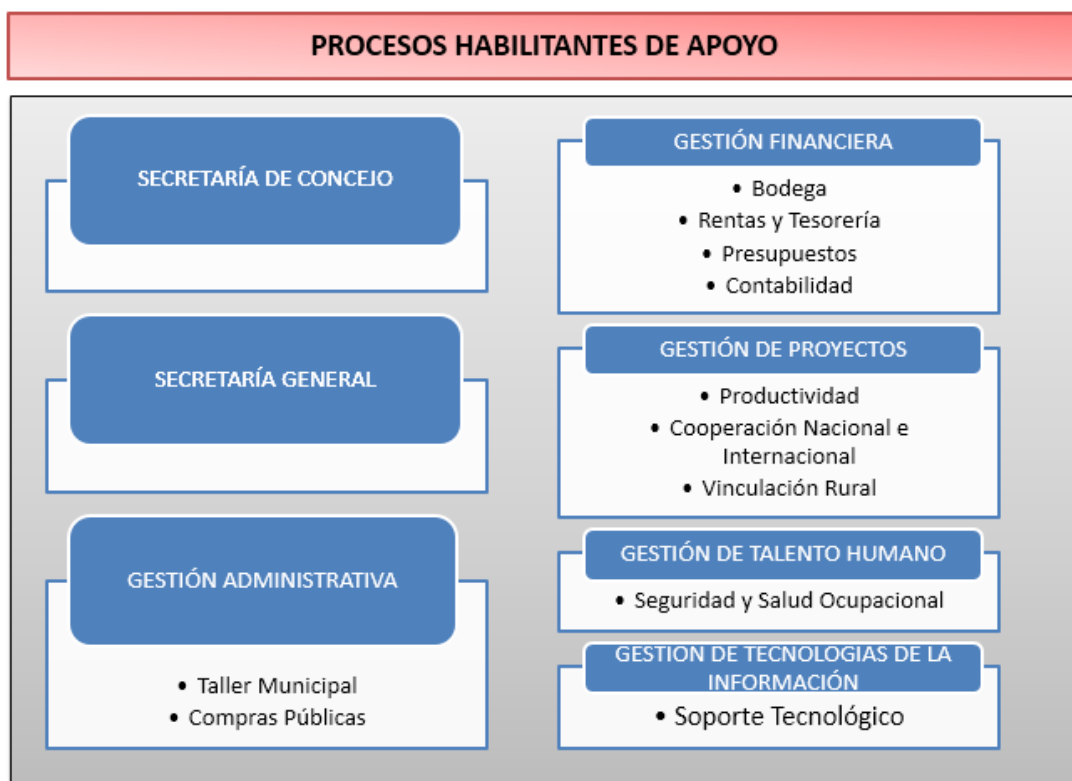 PROCESOS HABILITANTES DE APOYO
SECRETARÍA DE CONCEJO
SECRETARÍA GENERAL
GESTIÓN ADMINISTRATIVA
• Taller Municipal
• Compras Públicas
GESTIÓN FINANCIERA
• Bodega
• Rentas y Tesorería
• Presupuestos
• Contabilidad
GESTIÓN DE PROYECTOS
• Productividad
• Cooperación Nacional e
Internacional
• Vinculación Rural
GESTIÓN DE TALENTO HUMANO
• Seguridad y Salud Ocupacional
GESTION DE TECNOLOGIAS DE LA
INFORMACIÓN
• Soporte Tecnológico